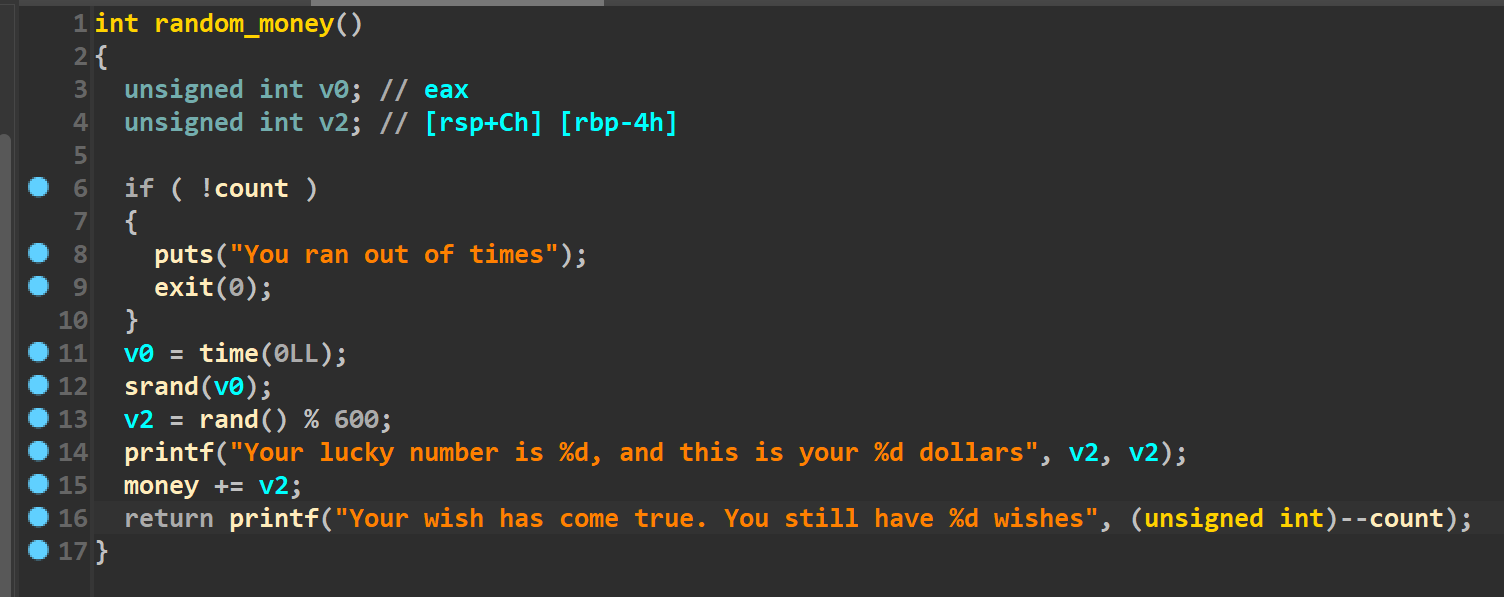 1 int random_money()
2 {
3   unsigned int v0; // eax
4   unsigned int v2; // [rsp+Ch] [rbp-4h]
5
6   if ( !count )
7   {
8     puts("You ran out of times");
9     exit(0);
10   }
11   v0 = time(0LL);
12   srand(v0);
13   v2 = rand() % 600;
14   printf("Your lucky number is %d, and this is your %d dollars", v2, v2);
15   money += v2;
16   return printf("Your wish has come true. You still have %d wishes", (unsigned int)--count);
17 }